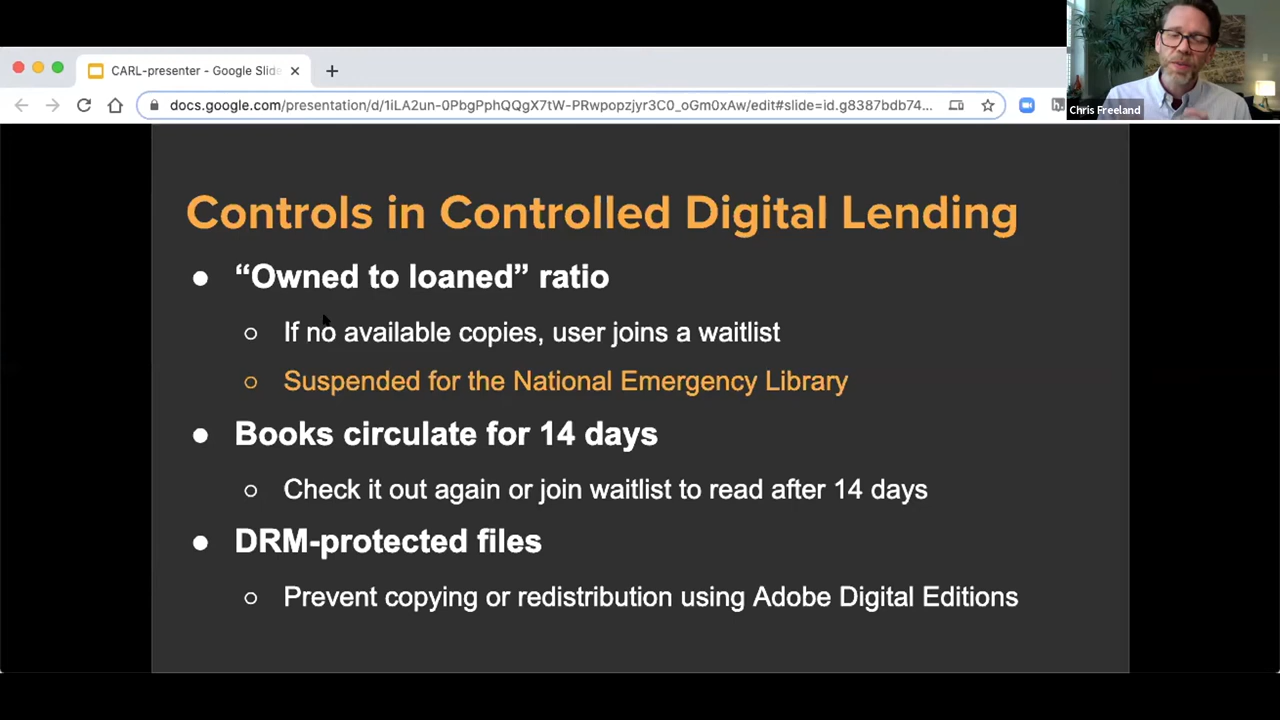 CARL-presenter - Google Slide
docs.google.com/presentation/d/1iLA2un-0PbgPphQQgX7tW-PRwpopzjyr3C0_oGm0xAw/edit#slide=id.g8387bdb74...
h.
Chris Freeland
Controls in Controlled Digital Lending
● “Owned to loaned” ratio
○ If no available copies, user joins a waitlist
○ Suspended for the National Emergency Library
● Books circulate for 14 days
○ Check it out again or join waitlist to read after 14 days
● DRM-protected files
○ Prevent copying or redistribution using Adobe Digital Editions